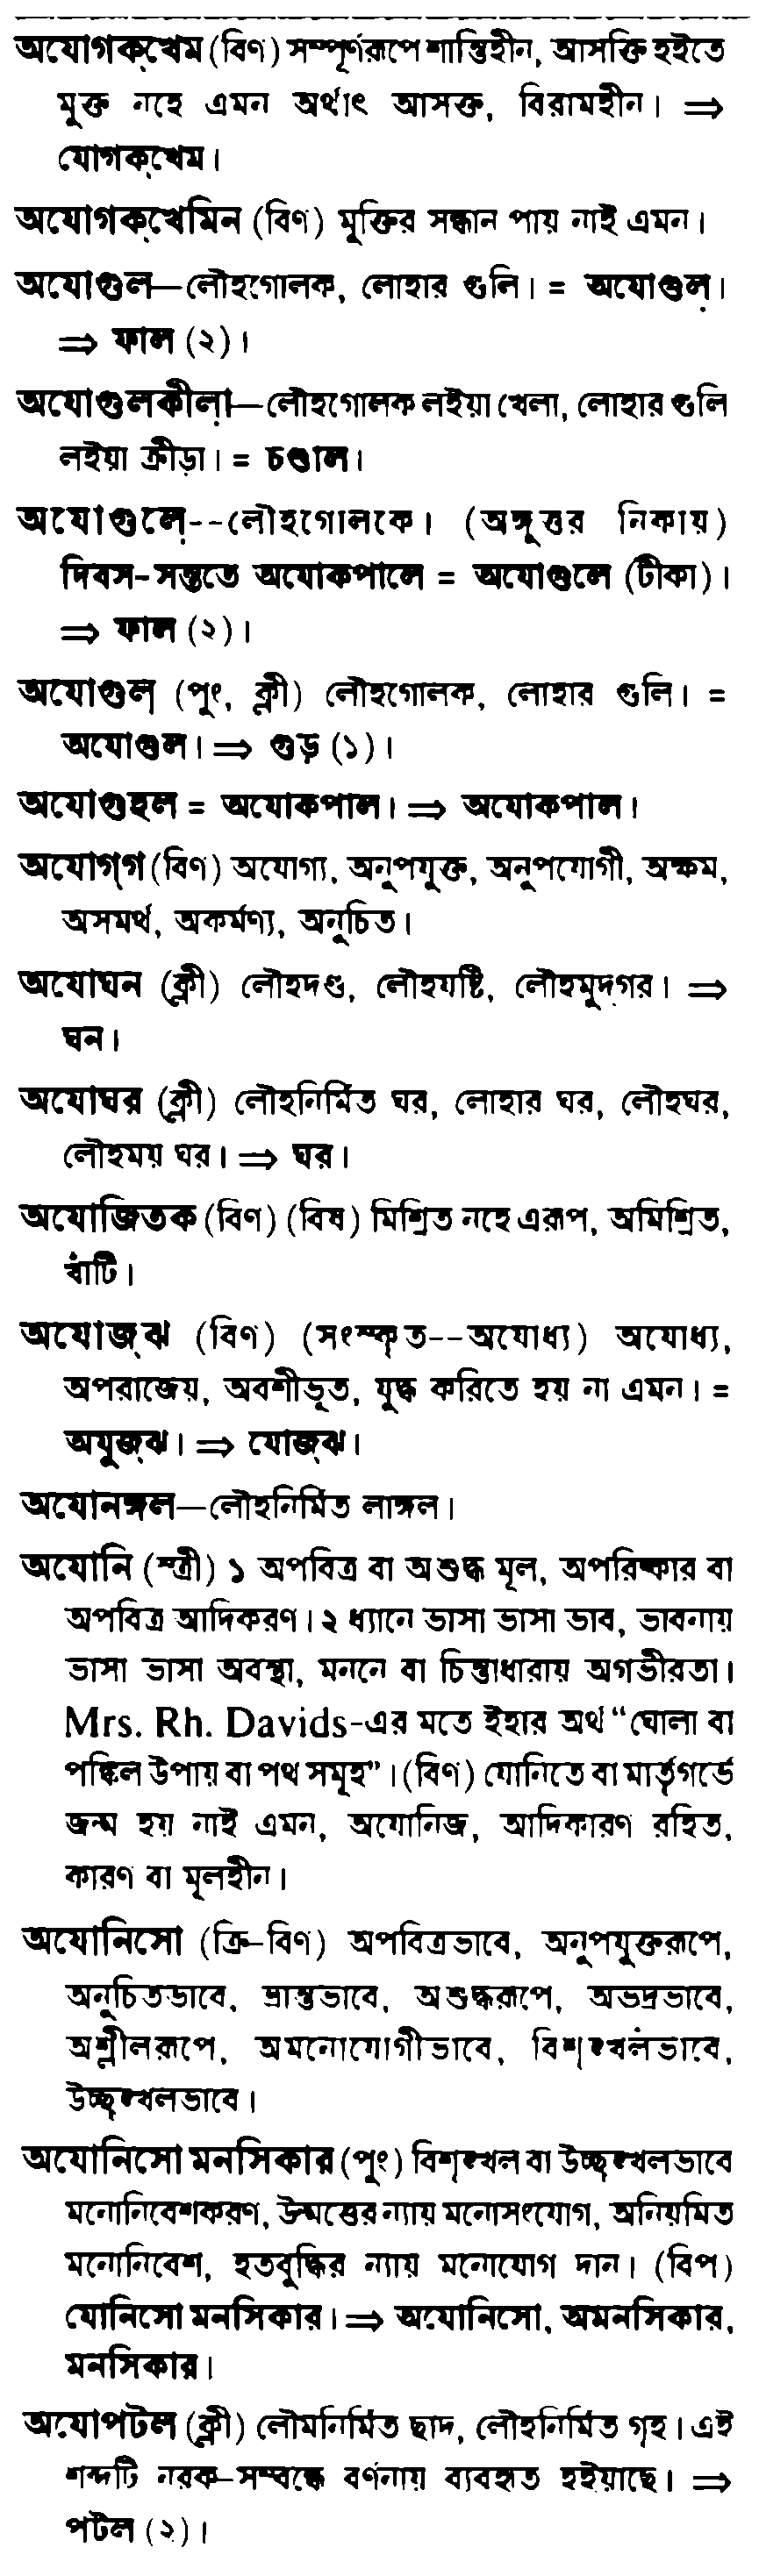 অযোগক্খেম (বিণ) সম্পূর্ণরূপে শান্তিহীন, আসক্তি হইতে
মুক্ত নহে এমন অর্থাৎ আসক্ত, বিরামহীন। ⇒
যোগক্খেম।
অযোগক্খেমিন (বিণ) মুক্তির সন্ধান পায় নাই এমন।
অযোগুল—লৌহগোলক, লোহার গুলি। = অযোগুল়।
⇒ ফাল (২)।
অযোগুলকীল়া—লৌহগোলক লইয়া খেলা, লোহার গুলি
লইয়া ক্রীড়া। = চণ্ডাল।
অযোগুলে়--লৌহগোলকে। (অঙ্গুত্তর নিকায়)
দিবস-সন্ততে অযোকপালে = অযোগুলে (টীকা)।
⇒ ফাল (২)।
অযোগুল় (পুং, ক্লী) লৌহগোলক, লোহার গুলি। =
অযোগুল। ⇒ গুড় (১)।
অযোগুহল = অযোকপাল। ⇒ অযোকপাল।
অযোগ্গ (বিণ) অযোগ্য, অনুপযুক্ত, অনুপযোগী, অক্ষম,
অসমর্থ, অকর্মণ্য, অনুচিত।
অযোঘন (ক্লী) লৌহদণ্ড, লৌহযষ্টি, লৌহমুদ্গর। ⇒
ঘন।
অযোঘর (ক্লী) লৌহনির্মিত ঘর, লোহার ঘর, লৌহঘর,
লৌহময় ঘর। ⇒ ঘর।
অযোজিতক (বিণ) (বিষ) মিশ্রিত নহে এরূপ, অমিশ্রিত,
খাঁটি।
অযোজ্ঝ (বিণ) (সংস্কৃত--অযোধ্য) অযোধ্য,
অপরাজেয়, অবশীভূত, যুদ্ধ করিতে হয় না এমন। =
অযুজ্ঝ। ⇒ যোজ্ঝ।
অযোনঙ্গল—লৌহনির্মিত লাঙ্গল।
অযোনি (স্ত্রী) ১ অপবিত্র বা অশুদ্ধ মূল, অপরিষ্কার বা
অপবিত্র আদিকরণ। ২ ধ্যানে ভাসা ভাসা ভাব, ভাবনায়
ভাসা ভাসা অবস্থা, মননে বা চিন্তাধারায় অগভীরতা।
Mrs. Rh. Davids-এর মতে ইহার অর্থ “ঘোলা বা
পঙ্কিল উপায় বা পথ সমূহ”। (বিণ) যোনিতে বা মার্তৃগর্ভে
জন্ম হয় নাই এমন, অযোনিজ, আদিকারণ রহিত,
কারণ বা মূলহীন।
অযোনিসো (ক্রি-বিণ) অপবিত্রভাবে, অনুপযুক্তরূপে,
অনুচিতভাবে, ভ্রান্তভাবে, অশুদ্ধরূপে, অভদ্রভাবে,
অশ্লীলরূপে, অমনোযোগীভাবে, বিশৃঙ্খলভাবে,
উচ্ছৃঙ্খলভাবে।
অযোনিসো মনসিকার (পুং) বিশৃঙ্খল বা উচ্ছৃঙ্খলভাবে
মনোনিবেশকরণ, উন্মত্তের ন্যায় মনোসংযোগ, অনিয়মিত
মনোনিবেশ, হতবুদ্ধির ন্যায় মনোযোগ দান। (বিপ)
যোনিসো মনসিকার। ⇒ অযোনিসো, অমনসিকার,
মনসিকার।
অযোপটল (ক্লী) লৌমনির্মিত ছাদ, লৌহনির্মিত গৃহ। এই
শব্দটি নরক-সম্বন্ধে বর্ণনায় ব্যবহৃত হইয়াছে। ⇒
পটল (২)।